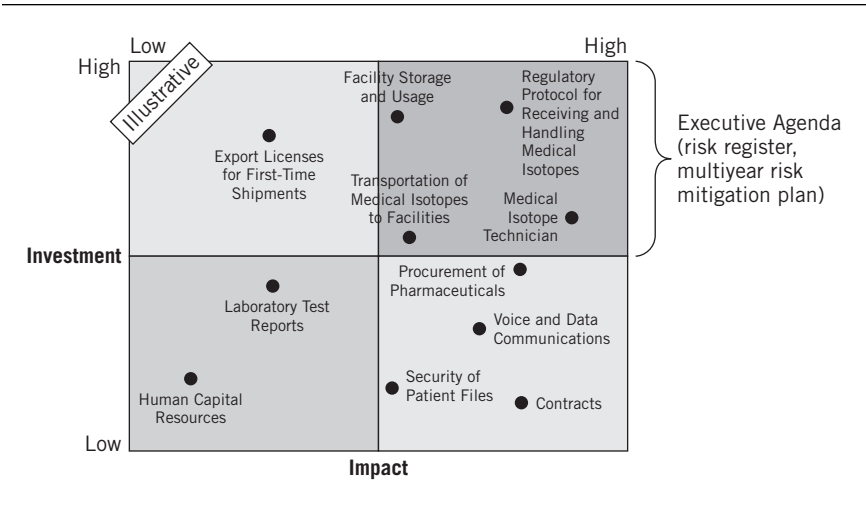 Low
High
High
Illustrative
Facility Storage
and Usage
Regulatory
Protocol for
Receiving and
Handling
Medical
Isotopes
Executive Agenda
(risk register,
multiyear risk
mitigation plan)
Export Licenses
for First-Time
Shipments
Transportation of
Medical Isotopes
to Facilities
Medical
Isotope
Technician
Investment
Procurement of
Pharmaceuticals
Laboratory Test
Reports
Voice and Data
Communications
Human Capital
Resources
Security of
Patient Files
Contracts
Low
Impact